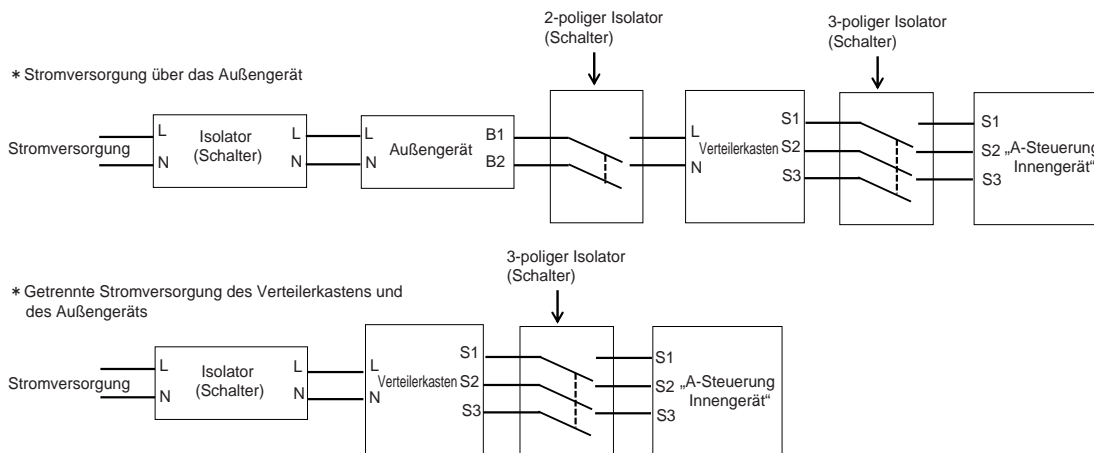 2-poliger Isolator
(Schalter)
3-poliger Isolator
(Schalter)
* Stromversorgung über das Außengerät
Stromversorgung
L
N
Isolator
(Schalter)
L
N
L
N
Außengerät
B1
B2
L
N
Verteilerkasten
S1
S2
S3
S1
S2
S3
„A-Steuerung
Innengerät“
3-poliger Isolator
(Schalter)
* Getrennte Stromversorgung des Verteilerkastens und
des Außengeräts
Stromversorgung
L
N
Isolator
(Schalter)
L
N
L
N
Verteilerkasten
S1
S2
S3
S1
S2
S3
„A-Steuerung
Innengerät“